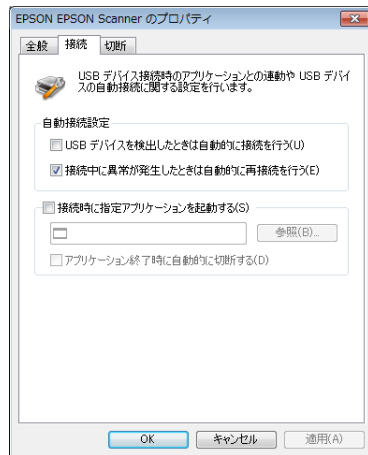 EPSON EPSON Scanner のプロパティ
全般 接続 切断
USB デバイス接続時のアプリケーションとの連動や USB デバイ
スの自動接続に関する設定を行います。
自動接続設定
USB デバイスを検出したときは自動的に接続を行う(U)
接続中に異常が発生したときは自動的に再接続を行う(E)
接続時に指定アプリケーションを起動する(S)
参照(B)...
アプリケーション終了時に自動的に切断する(D)
OK キャンセル 適用(A)